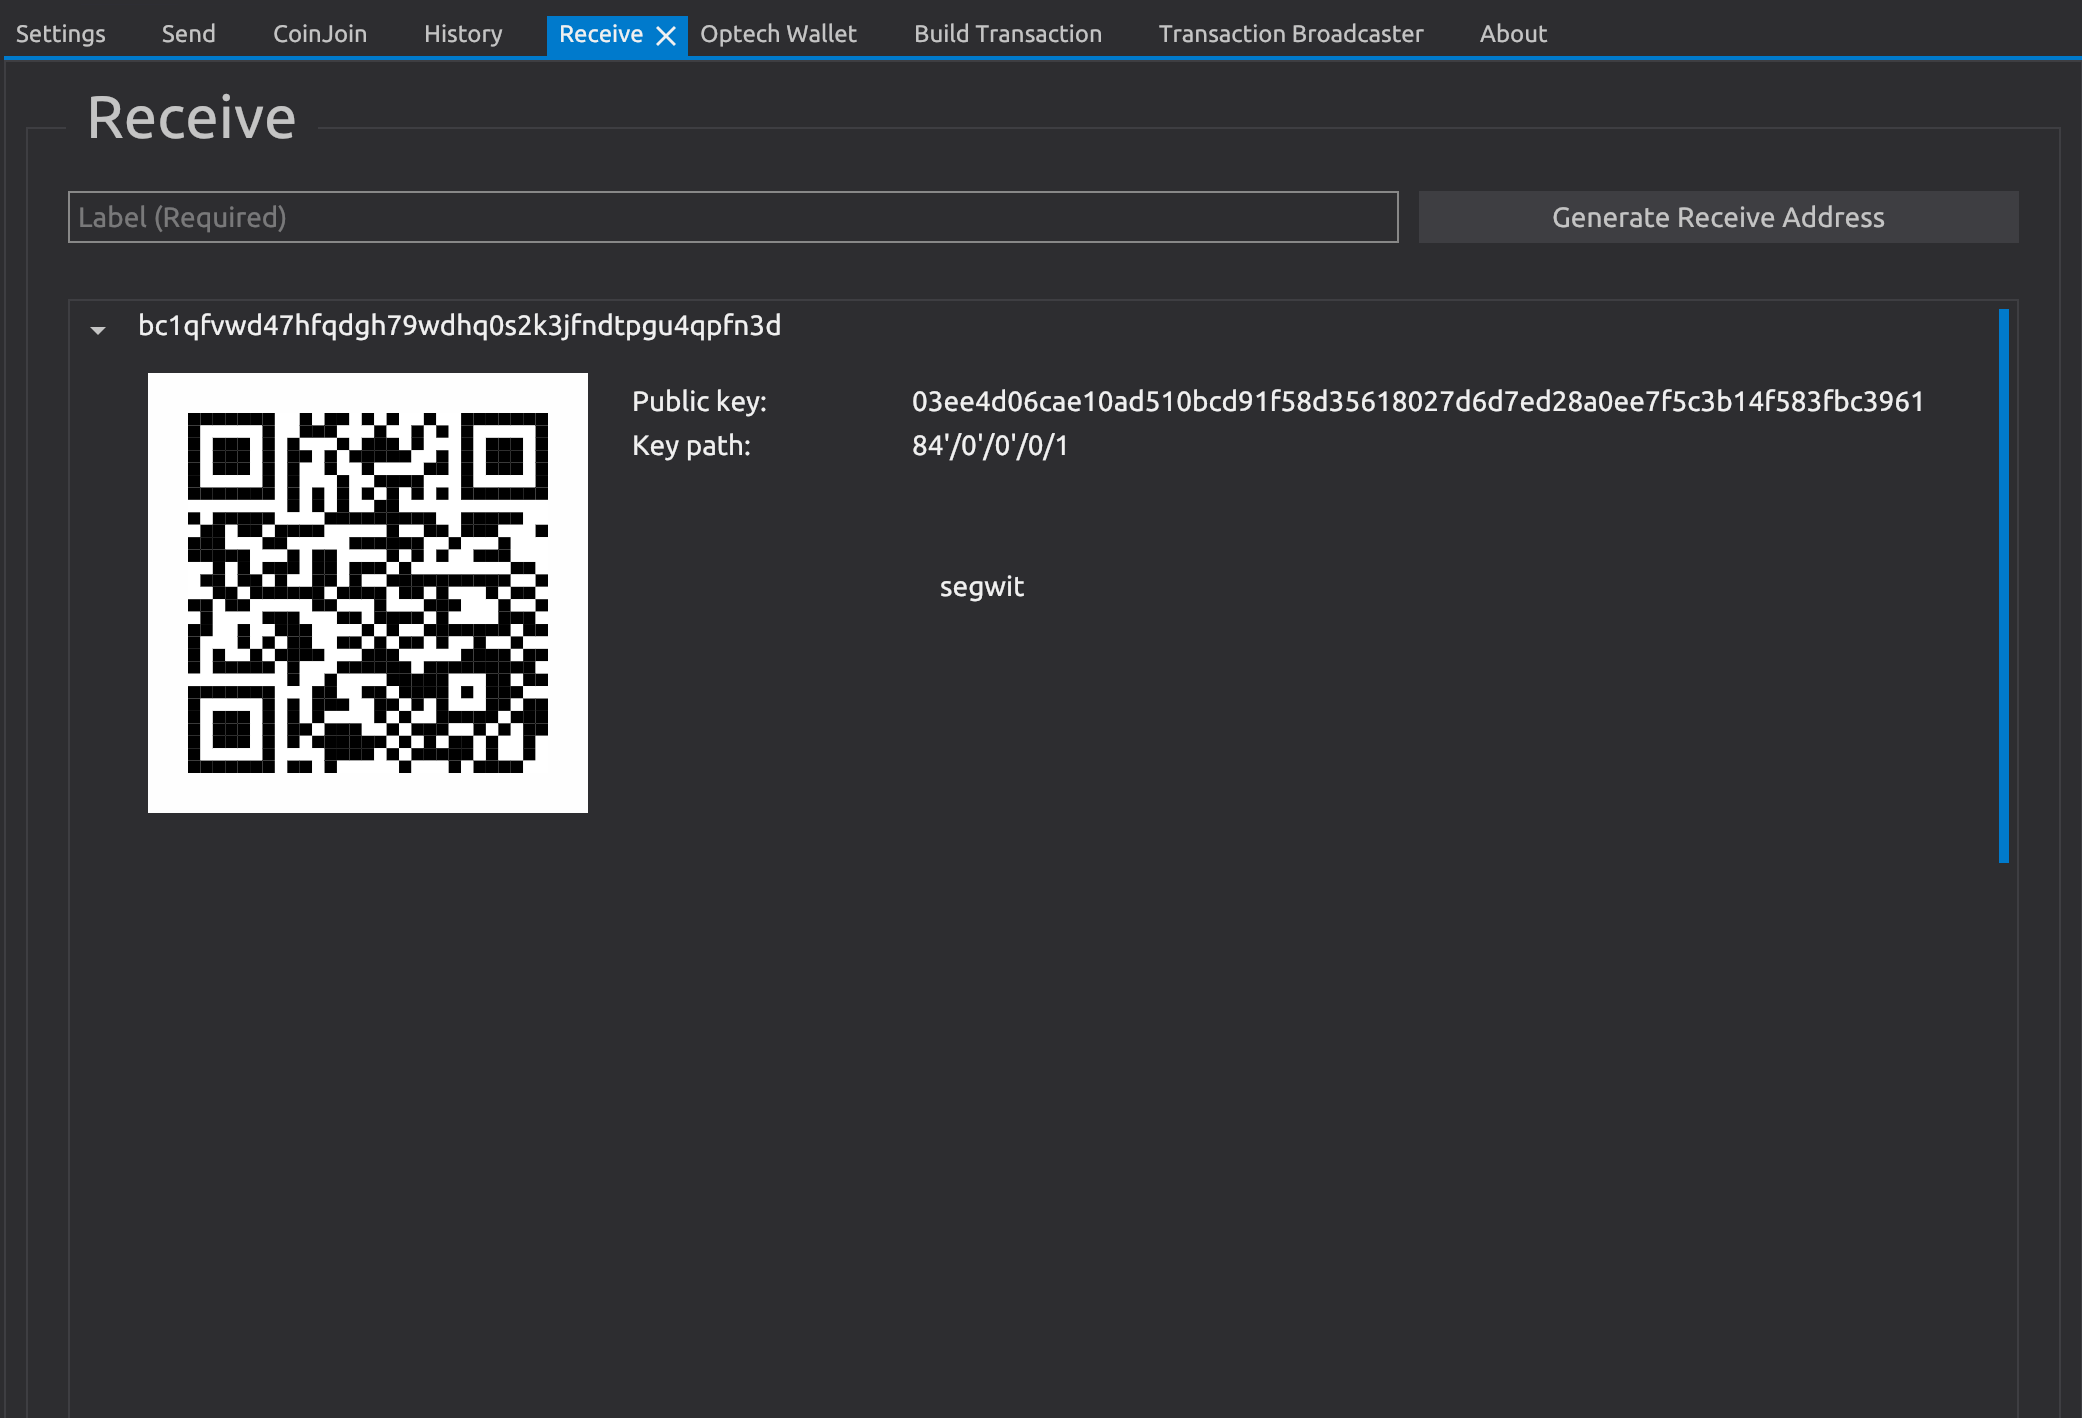 Settings Send CoinJoin History Receive Optech Wallet Build Transaction Transaction Broadcaster About
Receive
Label (Required) Generate Receive Address
bc1qfvwd47hfqdgh79wdhq0s2k3jfndtpgu4qpfn3d
Public key: 03ee4d06cae10ad510bcd91f58d35618027d6d7ed28a0ee7f5c3b14f583fbc3961
Key path: 84'/0'/0'/0/1
segwit